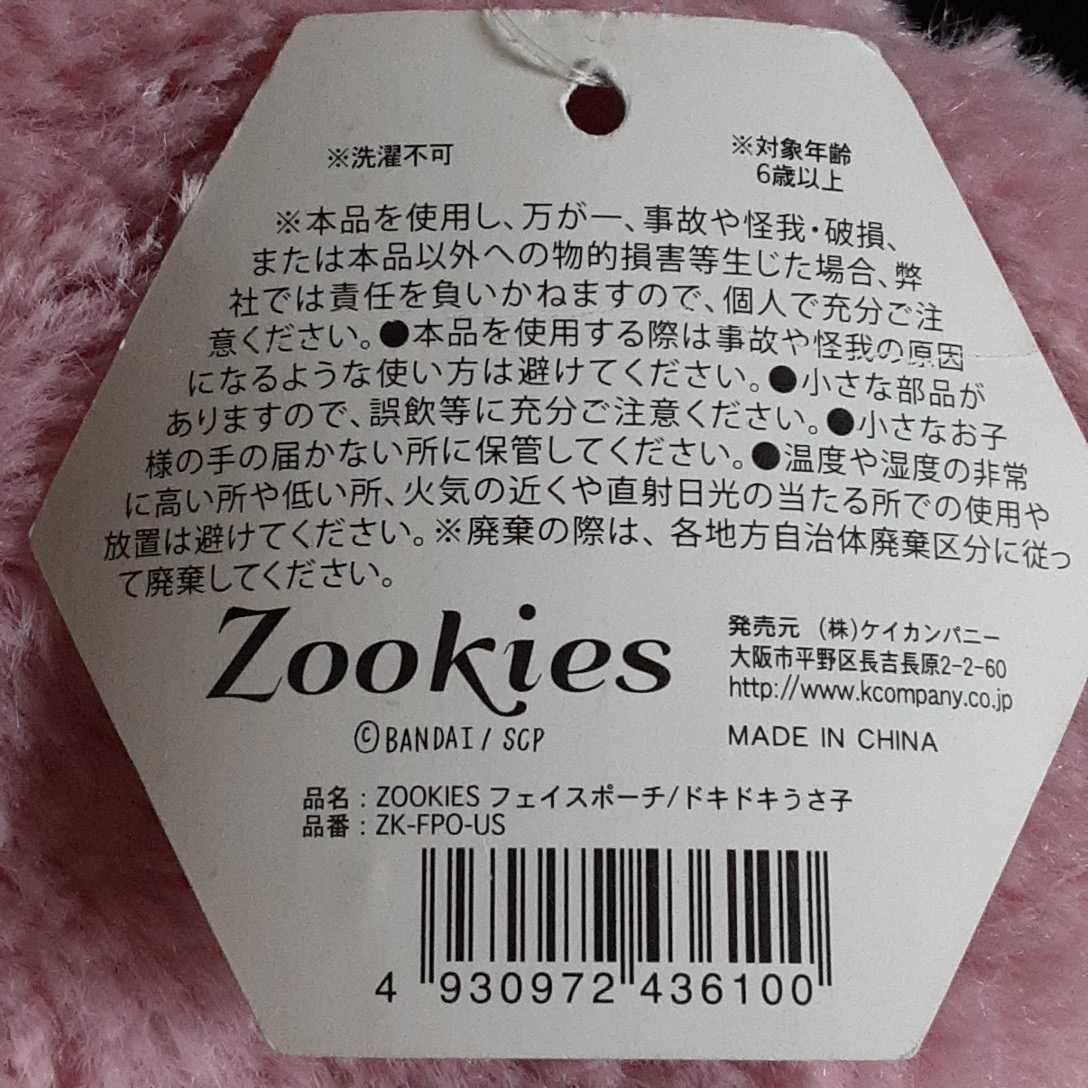 ※洗濯不可
※対象年齢
6歳以上
※本品を使用し、万が一、事故や怪我・破損、
または本品以外への物的損害等生じた場合、弊
社では責任を負いかねますので、個人で充分ご注
意ください。●本品を使用する際は事故や怪我の原因
になるような使い方は避けてください。●小さな部品が
ありますので、誤飲等に充分ご注意ください。●小さなお子
様の手の届かない所に保管してください。●温度や湿度の非常
に高い所や低い所、火気の近くや直射日光の当たる所での使用や
放置は避けてください。※廃棄の際は、各地方自治体廃棄区分に従っ
て廃棄してください。
Zookies
©BANDAI / SCP
発売元 (株)ケイカンパニー
大阪市平野区長吉長原2-2-60
http://www.kcompany.co.jp
MADE IN CHINA
品名:ZOOKIES フェイスポーチ/ドキドキうさ子
品番:ZK-FPO-US
4 930972 436100